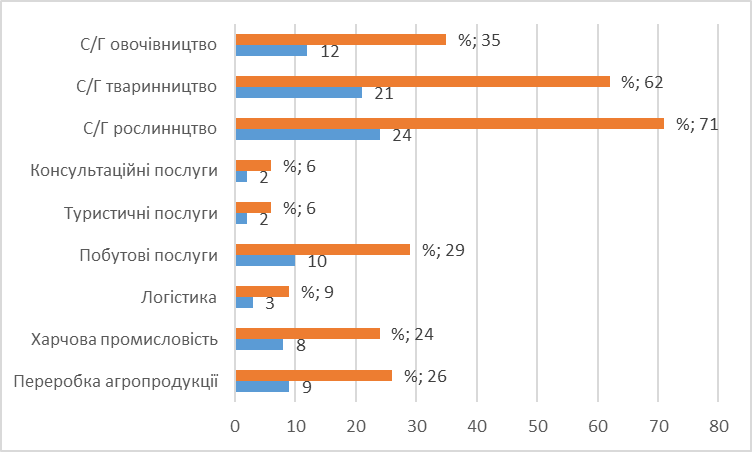 С/Г овочівництво %; 35
12
С/Г тваринництво %; 62
21
С/Г рослиннцтво %; 71
24
Консультаційні послуги %; 6
2
Туристичні послуги %; 6
2
Побутові послуги %; 29
10
Логістика %; 9
3
Харчова промисловість %; 24
8
Переробка агропродукції %; 26
9
0 10 20 30 40 50 60 70 80